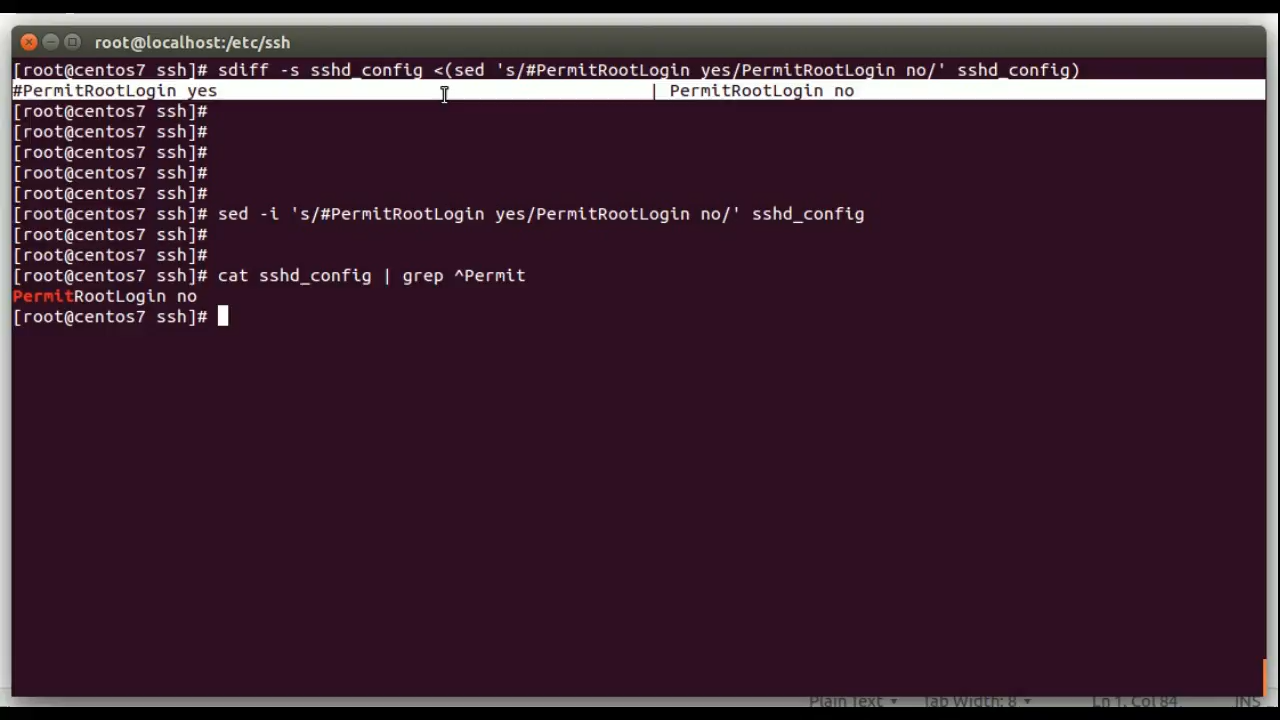 root@localhost:/etc/ssh
[root@centos7 ssh]# sdiff -s sshd_config <(sed 's/#PermitRootLogin yes/PermitRootLogin no/' sshd_config)
#PermitRootLogin yes | PermitRootLogin no
[root@centos7 ssh]#
[root@centos7 ssh]#
[root@centos7 ssh]#
[root@centos7 ssh]#
[root@centos7 ssh]#
[root@centos7 ssh]# sed -i 's/#PermitRootLogin yes/PermitRootLogin no/' sshd_config
[root@centos7 ssh]#
[root@centos7 ssh]#
[root@centos7 ssh]# cat sshd_config | grep ^Permit
PermitRootLogin no
[root@centos7 ssh]#
Plain Text Tab Width: 8 Ln 1, Col 84 INS